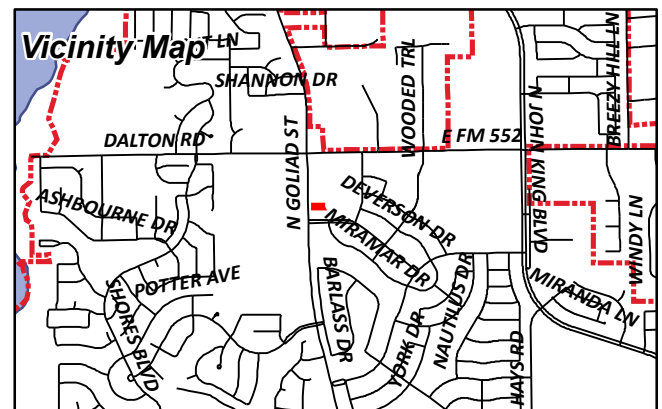 Vicinity Map
LN
SHANNON DR
WOODED TRL
N JOHN KING BLVD
BREEZY HILL LN
DALTON RD
N GOLIAD ST
E FM 552
ASHBOURNE DR
DEVERSON DR
MIRAMAR DR
WINDY LN
POTTER AVE
SHORES BLVD
BARLASS DR
YORK DR
NAUTILUS DR
HAYS RD
MIRANDA LN